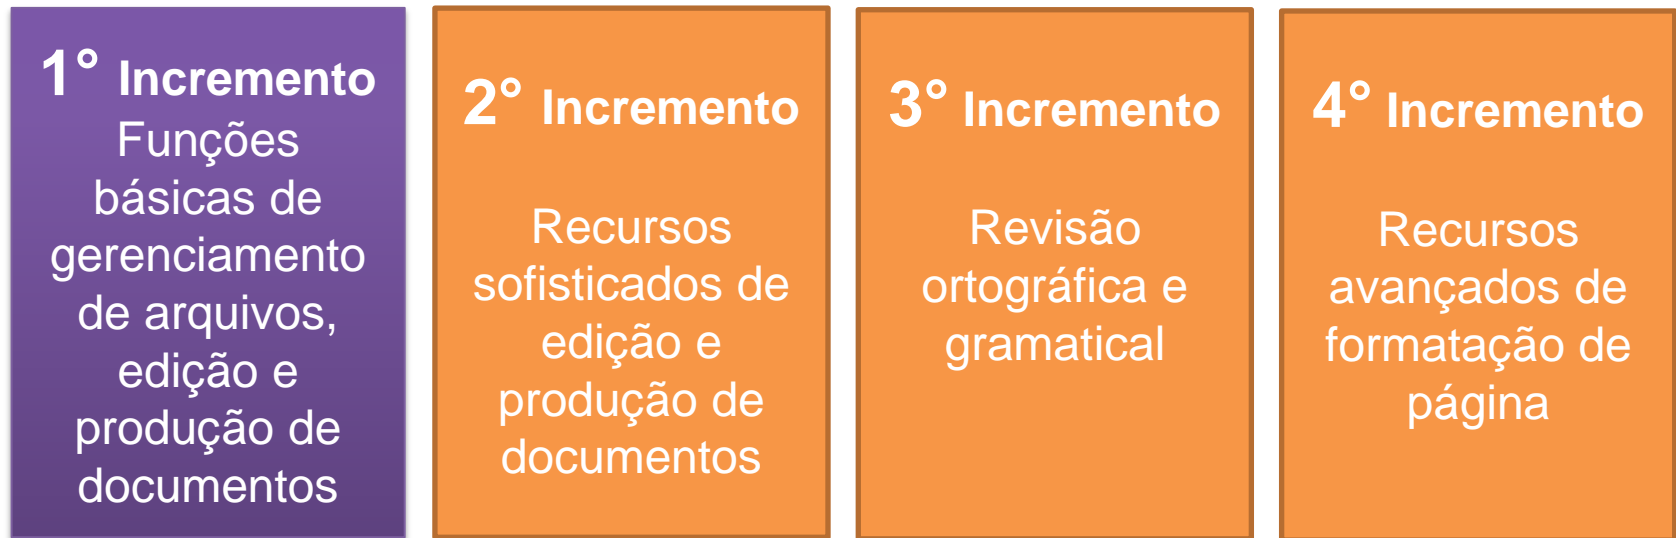 1° Incremento
Funções
básicas de
gerenciamento
de arquivos,
edição e
produção de
documentos
2° Incremento
Recursos
sofisticados de
edição e
produção de
documentos
3° Incremento
Revisão
ortográfica e
gramatical
4° Incremento
Recursos
avançados de
formatação de
página